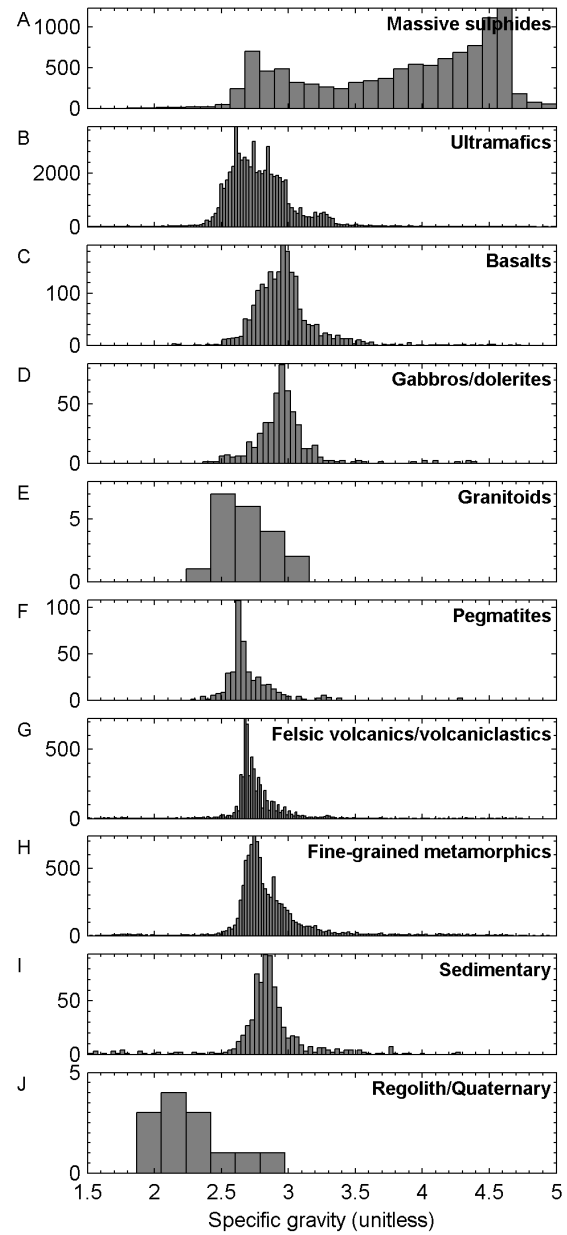 A
Massive sulphides
1000
500
0
B
Ultramafics
2000
0
C
Basalts
100
0
D
Gabbros/dolerites
50
0
E
Granitoids
5
0
F
Pegmatites
100
50
0
G
Felsic volcanics/volcaniclastics
500
0
H
Fine-grained metamorphics
500
0
I
Sedimentary
50
0
J
Regolith/Quaternary
5
0
1.5 2 2.5 3 3.5 4 4.5 5
Specific gravity (unitless)